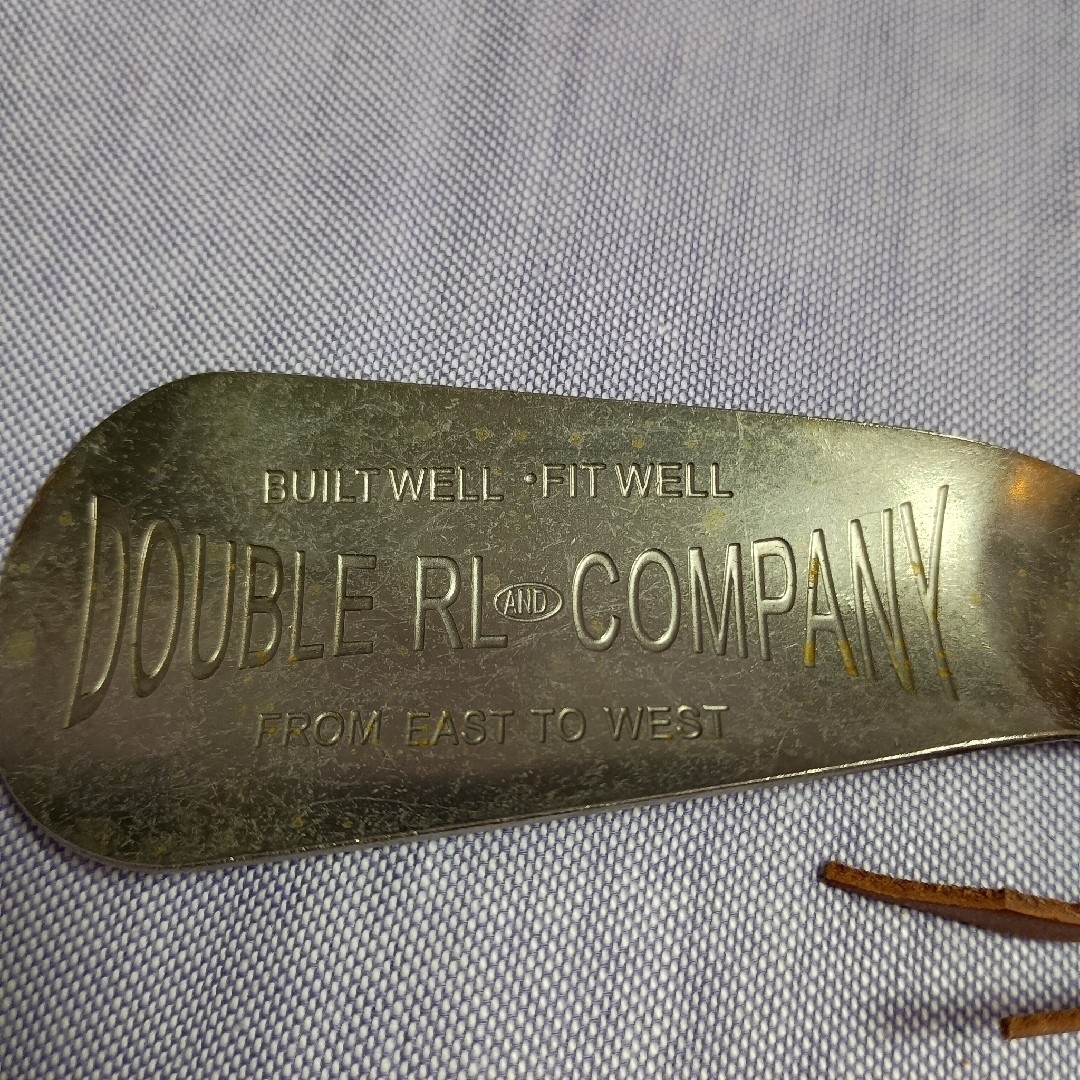 BUILT WELL · FIT WELL
DOUBLE RL AND COMPANY
FROM EAST TO WEST